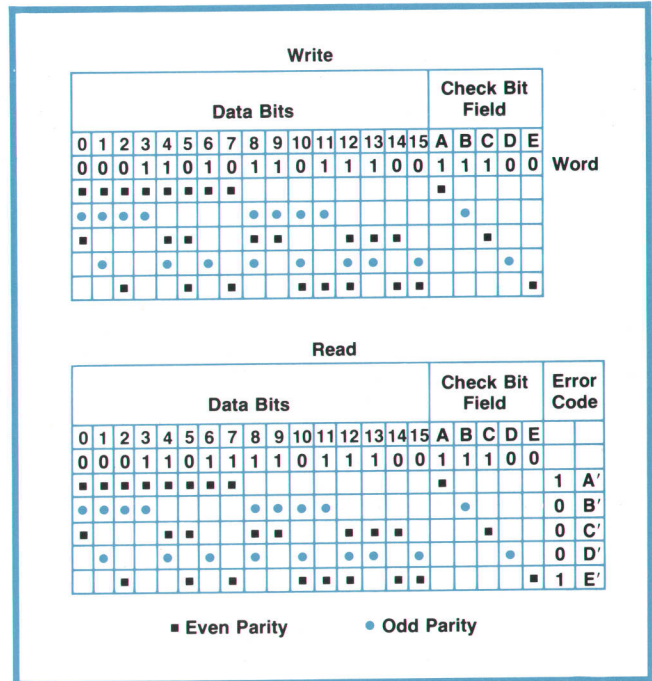 Write
Data Bits
Check Bit
Field
0 1 2 3 4 5 6 7 8 9 10 11 12 13 14 15 A B C D E
0 0 0 1 1 0 1 0 1 1 0 1 1 1 0 0 1 1 1 0 0 Word
Read
Data Bits
Check Bit
Field
Error
Code
0 1 2 3 4 5 6 7 8 9 10 11 12 13 14 15 A B C D E
0 0 0 1 1 0 1 1 1 1 0 1 1 1 0 0 1 1 1 0 0
1 A′
0 B′
0 C′
0 D′
1 E′
■ Even Parity ● Odd Parity